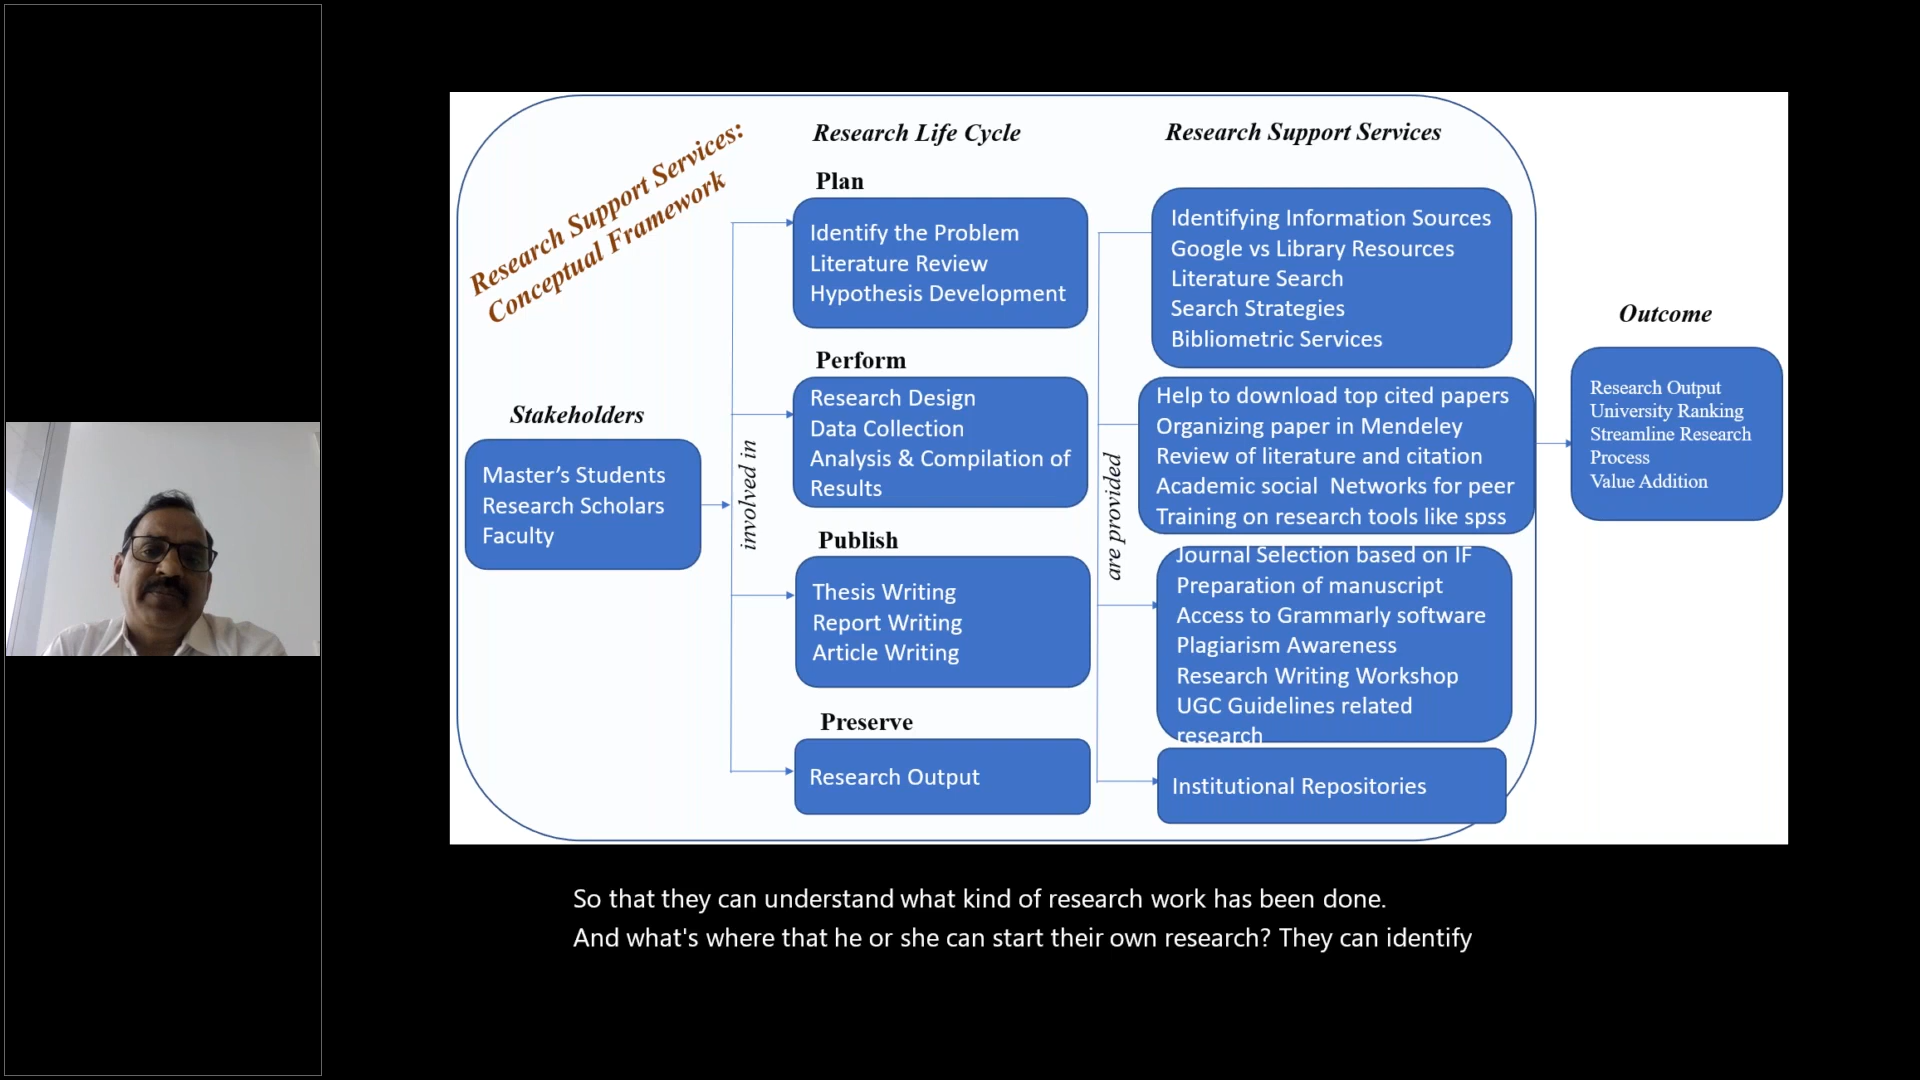 Research Support Services:
Conceptual Framework
Stakeholders
Master’s Students
Research Scholars
Faculty
involved in
Research Life Cycle
Plan
Identify the Problem
Literature Review
Hypothesis Development
Perform
Research Design
Data Collection
Analysis & Compilation of
Results
Publish
Thesis Writing
Report Writing
Article Writing
Preserve
Research Output
are provided
Research Support Services
Identifying Information Sources
Google vs Library Resources
Literature Search
Search Strategies
Bibliometric Services
Help to download top cited papers
Organizing paper in Mendeley
Review of literature and citation
Academic social  Networks for peer
Training on research tools like spss
Journal Selection based on IF
Preparation of manuscript
Access to Grammarly software
Plagiarism Awareness
Research Writing Workshop
UGC Guidelines related
research
Institutional Repositories
Outcome
Research Output
University Ranking
Streamline Research
Process
Value Addition
So that they can understand what kind of research work has been done.
And what's where that he or she can start their own research? They can identify